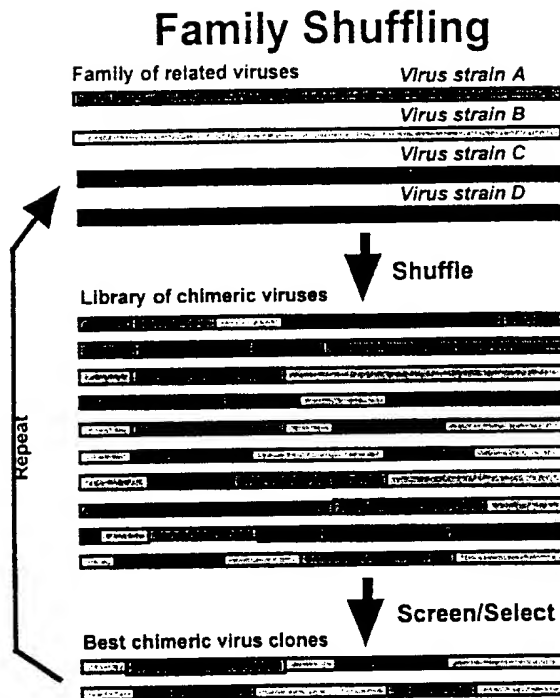 Family Shuffling
Family of related viruses
Virus strain A
Virus strain B
Virus strain C
Virus strain D
Shuffle
Library of chimeric viruses
Repeat
Screen/Select
Best chimeric virus clones